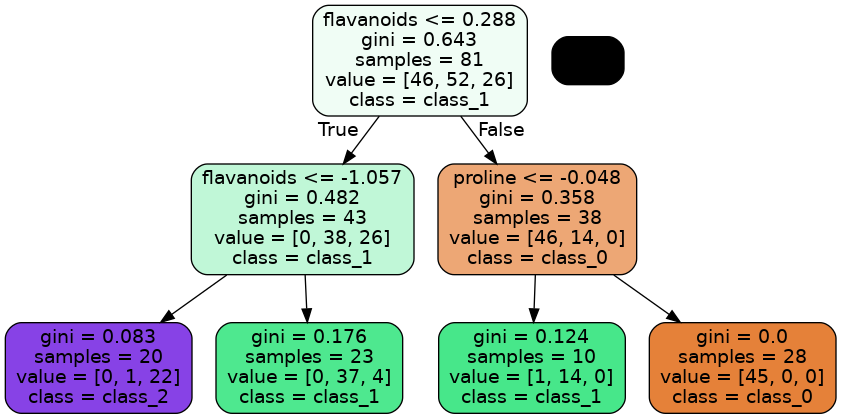 flavanoids <= 0.288
gini = 0.643
samples = 81
value = [46, 52, 26]
class = class_1
True
False
flavanoids <= -1.057
gini = 0.482
samples = 43
value = [0, 38, 26]
class = class_1
proline <= -0.048
gini = 0.358
samples = 38
value = [46, 14, 0]
class = class_0
gini = 0.083
samples = 20
value = [0, 1, 22]
class = class_2
gini = 0.176
samples = 23
value = [0, 37, 4]
class = class_1
gini = 0.124
samples = 10
value = [1, 14, 0]
class = class_1
gini = 0.0
samples = 28
value = [45, 0, 0]
class = class_0